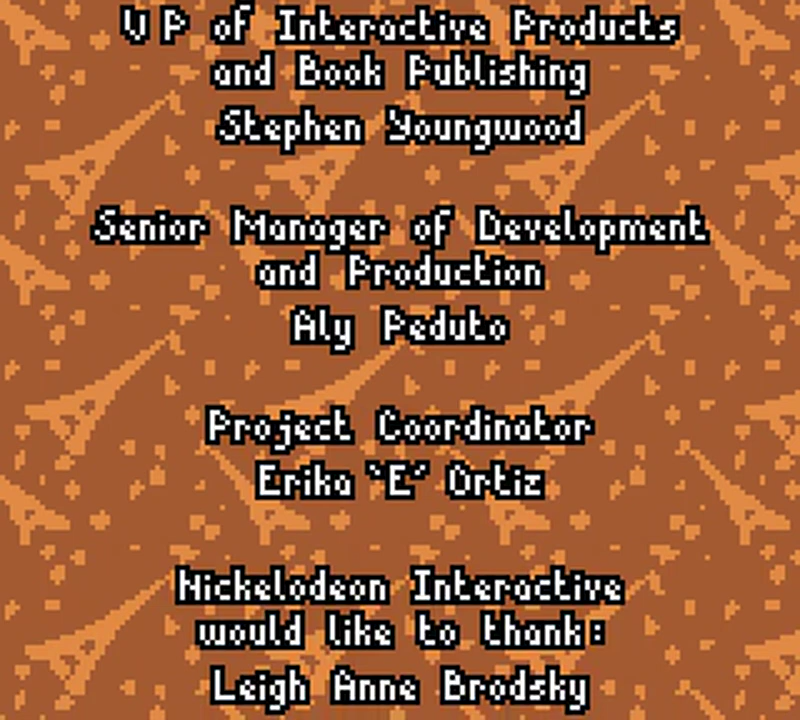 VP of Interactive Products
and Book Publishing
Stephen Youngwood
Senior Manager of Development
and Production
Aly Peduto
Project Coordinator
Erika "E" Ortiz
Nickelodeon Interactive
would like to thank:
Leigh Anne Brodsky